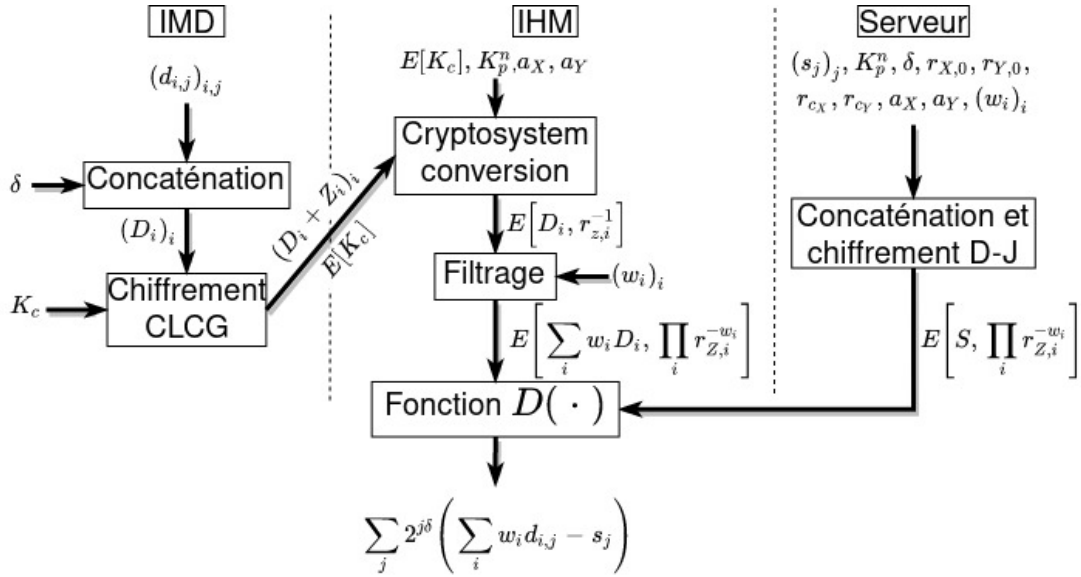 IMD
IHM
Serveur
(d_{i,j})_{i,j}
E[K_c], K_p^n, a_X, a_Y
(s_j)_j, K_p^n, δ, r_{X,0}, r_{Y,0},
r_{c_X}, r_{c_Y}, a_X, a_Y, (w_i)_i
δ
Concaténation
(D_i)_i
K_c
Chiffrement
CLCG
(D_i + Z_i)_i
E[K_c]
Cryptosystem
conversion
E[D_i, r_{z,i}^{-1}]
Filtrage
(w_i)_i
E[∑_i w_i D_i, ∏_i r_{Z,i}^{-w_i}]
Concaténation et
chiffrement D-J
E[S, ∏_i r_{Z,i}^{-w_i}]
Fonction D(·)
∑_j 2^{jδ} (∑_i w_i d_{i,j} − s_j)